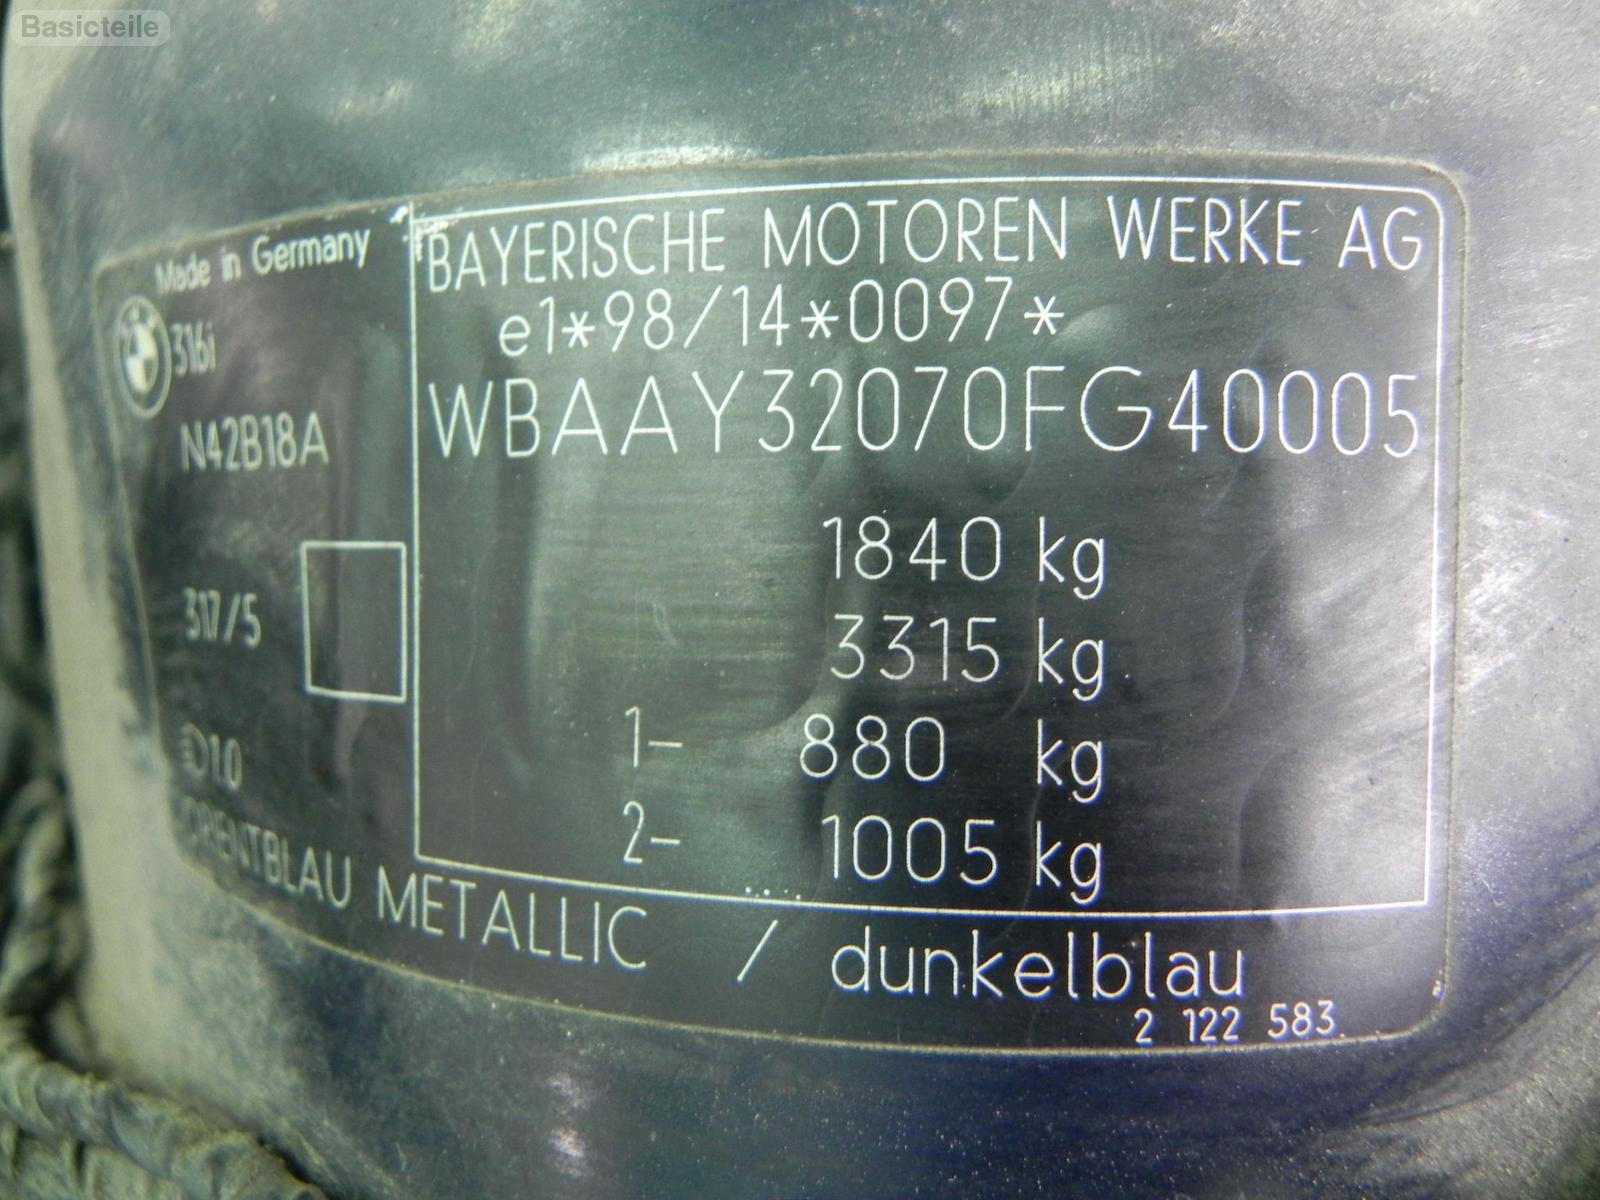 Basicteile
Made in Germany
316i
N42B18A
317/5
1.0
BAYERISCHE MOTOREN WERKE AG
e1*98/14*0097*
WBAAY32070FG40005
1840 kg
3315 kg
1- 880 kg
2- 1005 kg
ORIENTBLAU METALLIC / dunkelblau
2 122 583